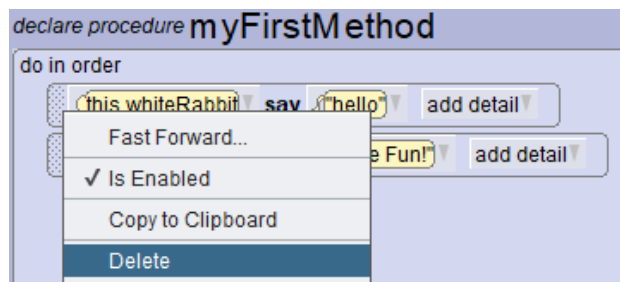 declare procedure myFirstMethod
do in order
this whiteRabbit say "hello" add detail
Fast Forward...
e Fun!" add detail
Is Enabled
Copy to Clipboard
Delete